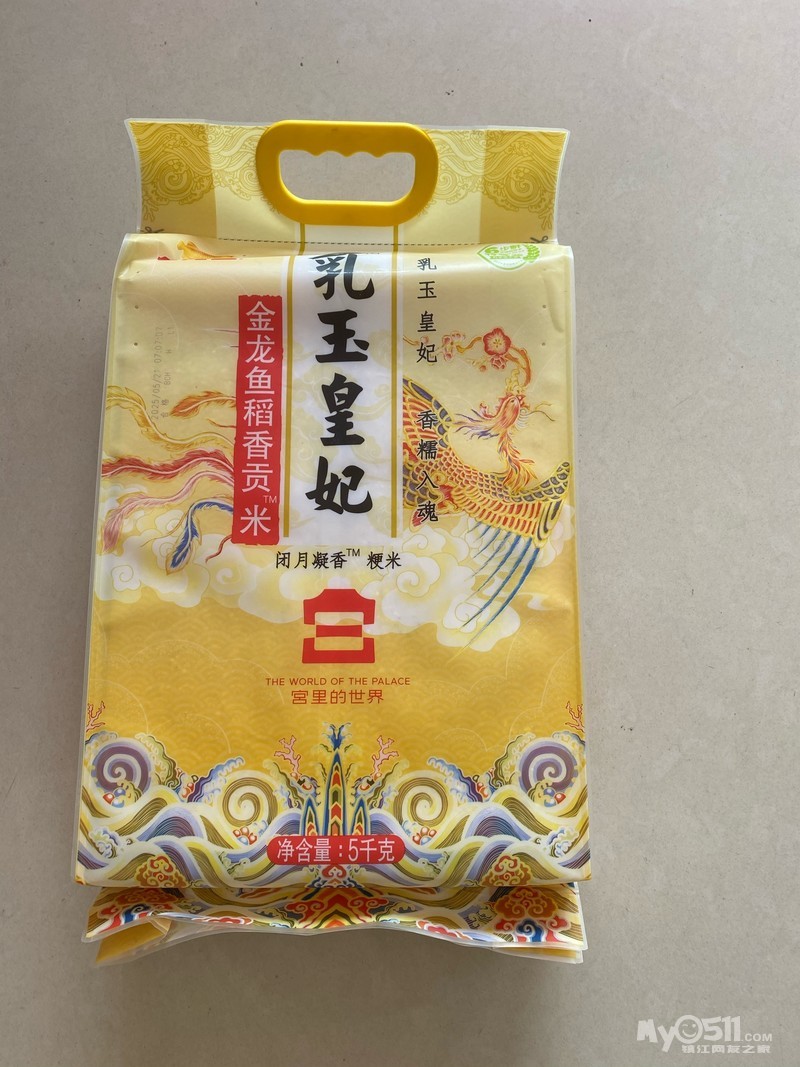 乳玉皇妃
金龙鱼稻香贡米™
乳玉皇妃 香糯入魂
闭月凝香™ 粳米
THE WORLD OF THE PALACE
宫里的世界
净含量：5千克
My0511.COM
镇江网友之家